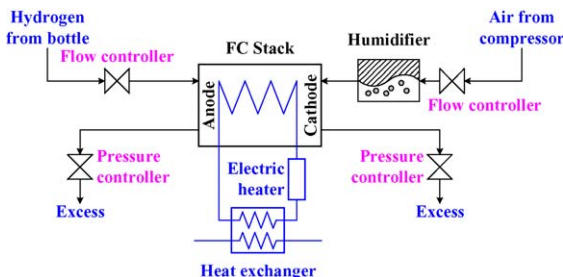 Hydrogen
from bottle
Flow controller
FC Stack
Humidifier
Air from
compressor
Flow controller
Anode
Cathode
Pressure
controller
Electric
heater
Pressure
controller
Excess
Excess
Heat exchanger